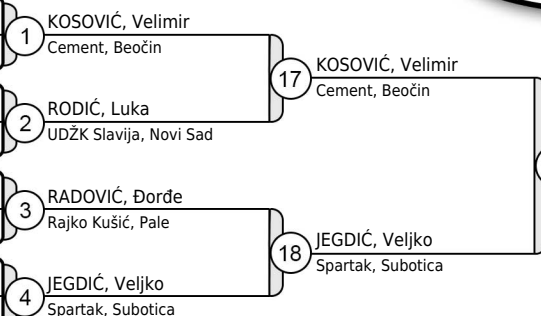 1
KOSOVIĆ, Velimir
Cement, Beočin
2
RODIĆ, Luka
UDŽK Slavija, Novi Sad
3
RADOVIĆ, Đorđe
Rajko Kušić, Pale
4
JEGDIĆ, Veljko
Spartak, Subotica
17
KOSOVIĆ, Velimir
Cement, Beočin
18
JEGDIĆ, Veljko
Spartak, Subotica